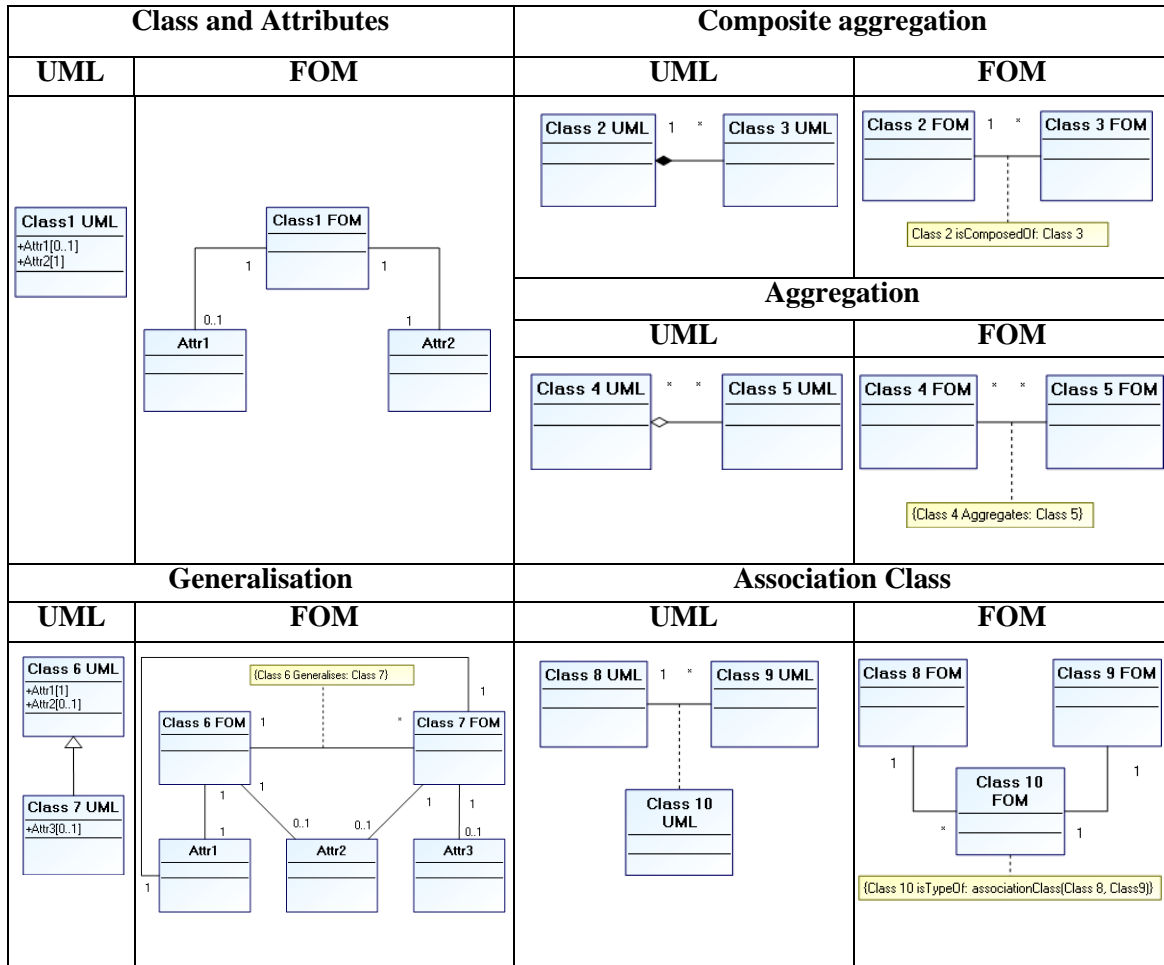 Class and Attributes
UML
FOM
Class1 UML
+Attr1[0..1]
+Attr2[1]
Class1 FOM
1
1
0..1
1
Attr1
Attr2
Composite aggregation
UML
FOM
Class 2 UML
1
*
Class 3 UML
Class 2 FOM
1
*
Class 3 FOM
Class 2 isComposedOf: Class 3
Aggregation
UML
FOM
Class 4 UML
*
*
Class 5 UML
Class 4 FOM
*
*
Class 5 FOM
{Class 4 Aggregates: Class 5}
Generalisation
UML
FOM
Class 6 UML
+Attr1[1]
+Attr2[0..1]
Class 7 UML
+Attr3[0..1]
{Class 6 Generalises: Class 7}
1
Class 6 FOM
1
*
Class 7 FOM
1
1
1
1
1
0..1
0..1
0..1
Attr1
Attr2
Attr3
1
Association Class
UML
FOM
Class 8 UML
1
*
Class 9 UML
Class 10
UML
Class 8 FOM
Class 9 FOM
1
1
Class 10
FOM
*
1
{Class 10 isTypeOf: associationClass(Class 8, Class9)}